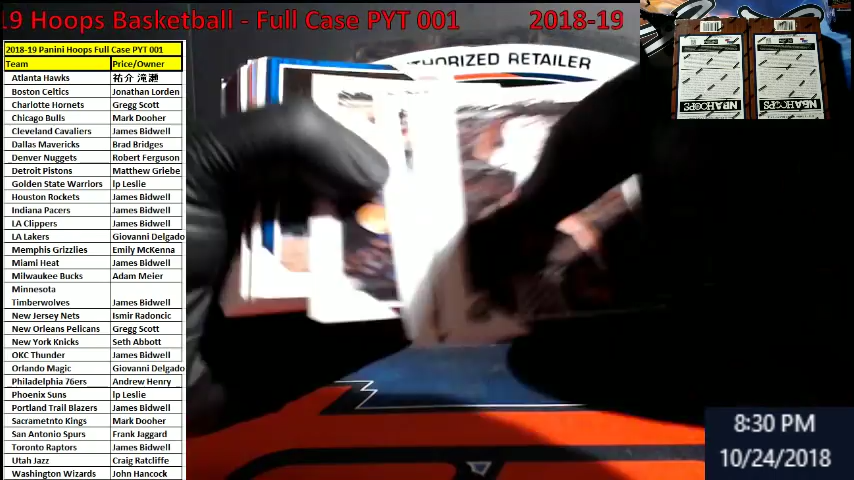 19 Hoops Basketball - Full Case PYT 001 2018-19
2018-19 Panini Hoops Full Case PYT 001
Team Price/Owner
Atlanta Hawks
Boston Celtics Jonathan Lorden
Charlotte Hornets Gregg Scott
Chicago Bulls Mark Dooher
Cleveland Cavaliers James Bidwell
Dallas Mavericks Brad Bridges
Denver Nuggets Robert Ferguson
Detroit Pistons Matthew Griebe
Golden State Warriors lp Leslie
Houston Rockets James Bidwell
Indiana Pacers James Bidwell
LA Clippers James Bidwell
LA Lakers Giovanni Delgado
Memphis Grizzlies Emily McKenna
Miami Heat James Bidwell
Milwaukee Bucks Adam Meier
Minnesota
Timberwolves James Bidwell
New Jersey Nets Ismir Radoncic
New Orleans Pelicans Gregg Scott
New York Knicks Seth Abbott
OKC Thunder James Bidwell
Orlando Magic Giovanni Delgado
Philadelphia 76ers Andrew Henry
Phoenix Suns lp Leslie
Portland Trail Blazers James Bidwell
Sacrametnto Kings Mark Dooher
San Antonio Spurs Frank Jaggard
Toronto Raptors James Bidwell
Utah Jazz Craig Ratcliffe
Washington Wizards John Hancock
THORIZED RETAILER
NBA HOOPS
NBA HOOPS
8:30 PM
10/24/2018